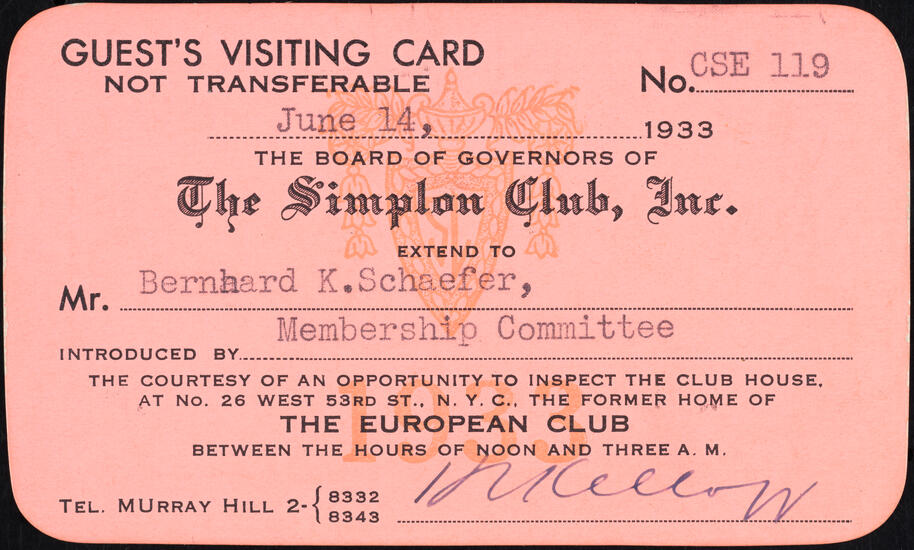 GUEST'S VISITING CARD
NOT TRANSFERABLE
No. CSE 119
June 14, 1933
THE BOARD OF GOVERNORS OF
The Simplon Club, Inc.
EXTEND TO
Mr. Bernhard K.Schaefer,
Membership Committee
INTRODUCED BY
THE COURTESY OF AN OPPORTUNITY TO INSPECT THE CLUB HOUSE,
AT No. 26 WEST 53RD ST., N. Y. C., THE FORMER HOME OF
THE EUROPEAN CLUB
BETWEEN THE HOURS OF NOON AND THREE A. M.
1933
TEL. MURRAY HILL 2-{8332
8343